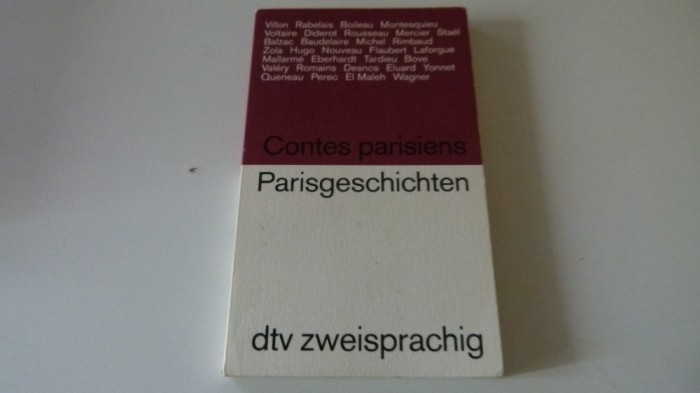 Villon Rabelais Boileau Montesquieu
Voltaire Diderot Rousseau Mercier Staël
Balzac Baudelaire Michel Rimbaud
Zola Hugo Nouveau Flaubert Laforgue
Mallarmé Eberhardt Tardieu Bove
Valéry Romains Desnos Eluard Yonnet
Queneau Perec El Maleh Wagner
Contes parisiens
Parisgeschichten
dtv zweisprachig